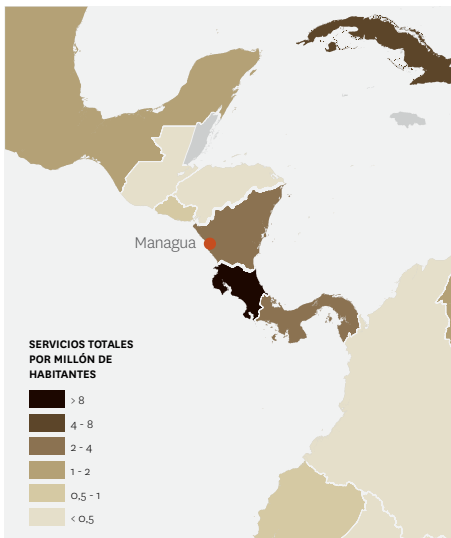 Managua
SERVICIOS TOTALES
POR MILLÓN DE
HABITANTES
> 8
4 - 8
2 - 4
1 - 2
0,5 - 1
< 0,5